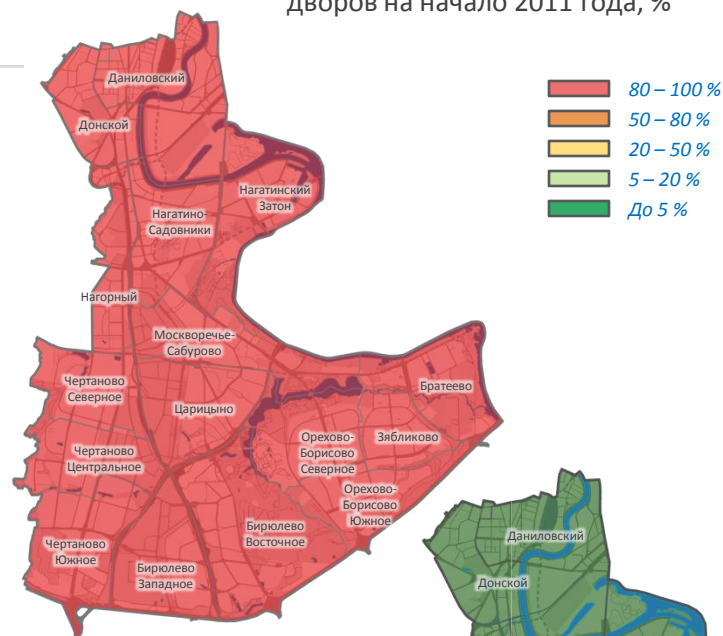 дворов на начало 2011 года, %
80 – 100 %
50 – 80 %
20 – 50 %
5 – 20 %
До 5 %
Даниловский
Донской
Нагатинский
Затон
Нагатино-
Садовники
Нагорный
Москворечье-
Сабурово
Чертаново
Северное
Царицыно
Братеево
Орехово-
Борисово
Северное
Зябликово
Чертаново
Центральное
Орехово-
Борисово
Южное
Бирюлево
Восточное
Чертаново
Южное
Бирюлево
Западное
Даниловский
Донской